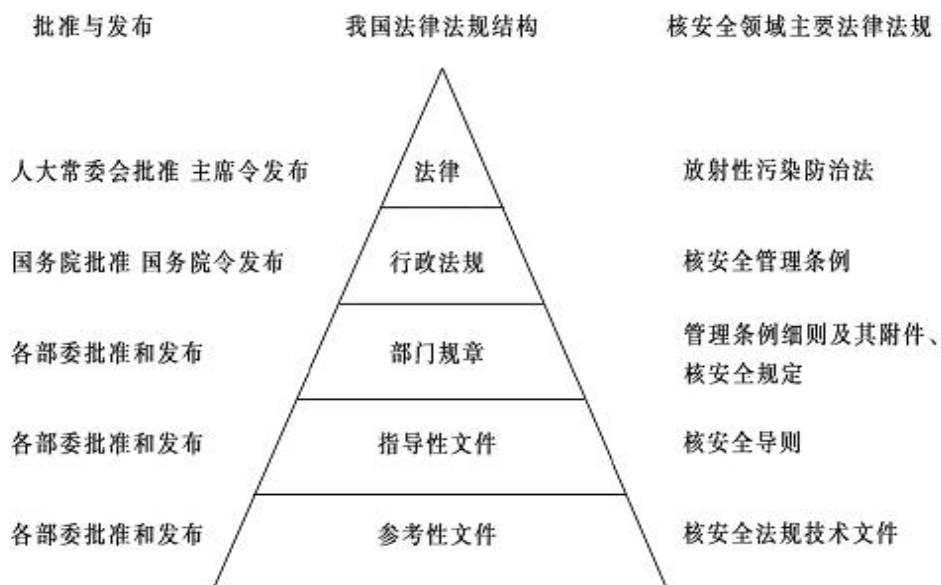 批准与发布 我国法律法规结构 核安全领域主要法律法规
人大常委会批准 主席令发布 法律 放射性污染防治法
国务院批准 国务院令发布 行政法规 核安全管理条例
各部委批准和发布 部门规章 管理条例细则及其附件、
核安全规定
各部委批准和发布 指导性文件 核安全导则
各部委批准和发布 参考性文件 核安全法规技术文件